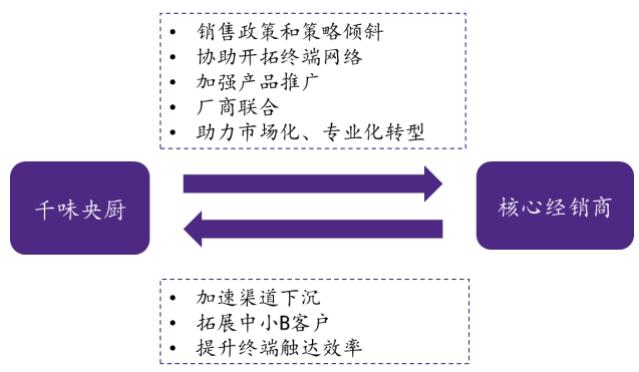 • 销售政策和策略倾斜
• 协助开拓终端网络
• 加强产品推广
• 厂商联合
• 助力市场化、专业化转型
千味央厨
核心经销商
• 加速渠道下沉
• 拓展中小B客户
• 提升终端触达效率